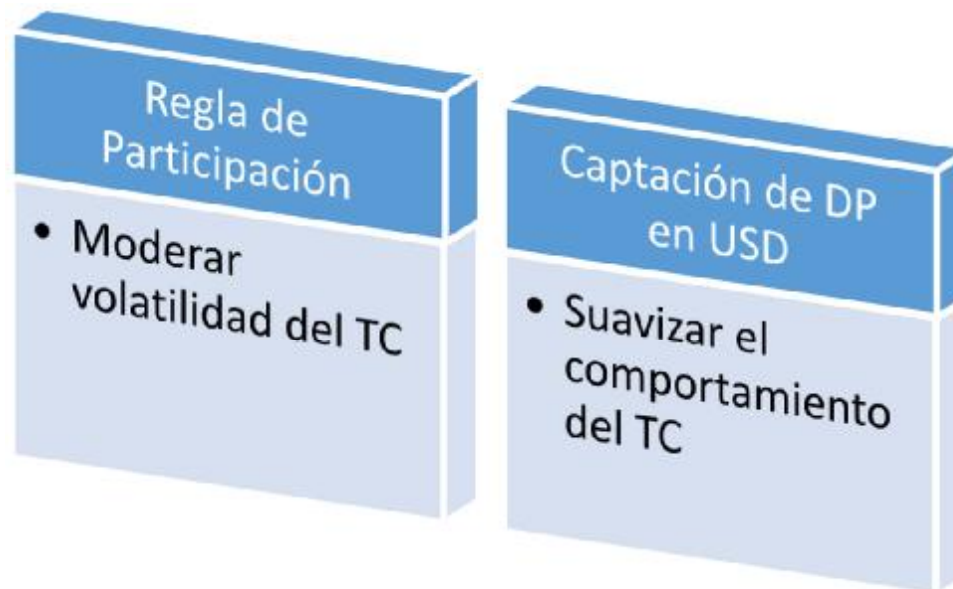 Regla de
Participación
• Moderar
volatilidad del TC
Captación de DP
en USD
• Suavizar el
comportamiento
del TC